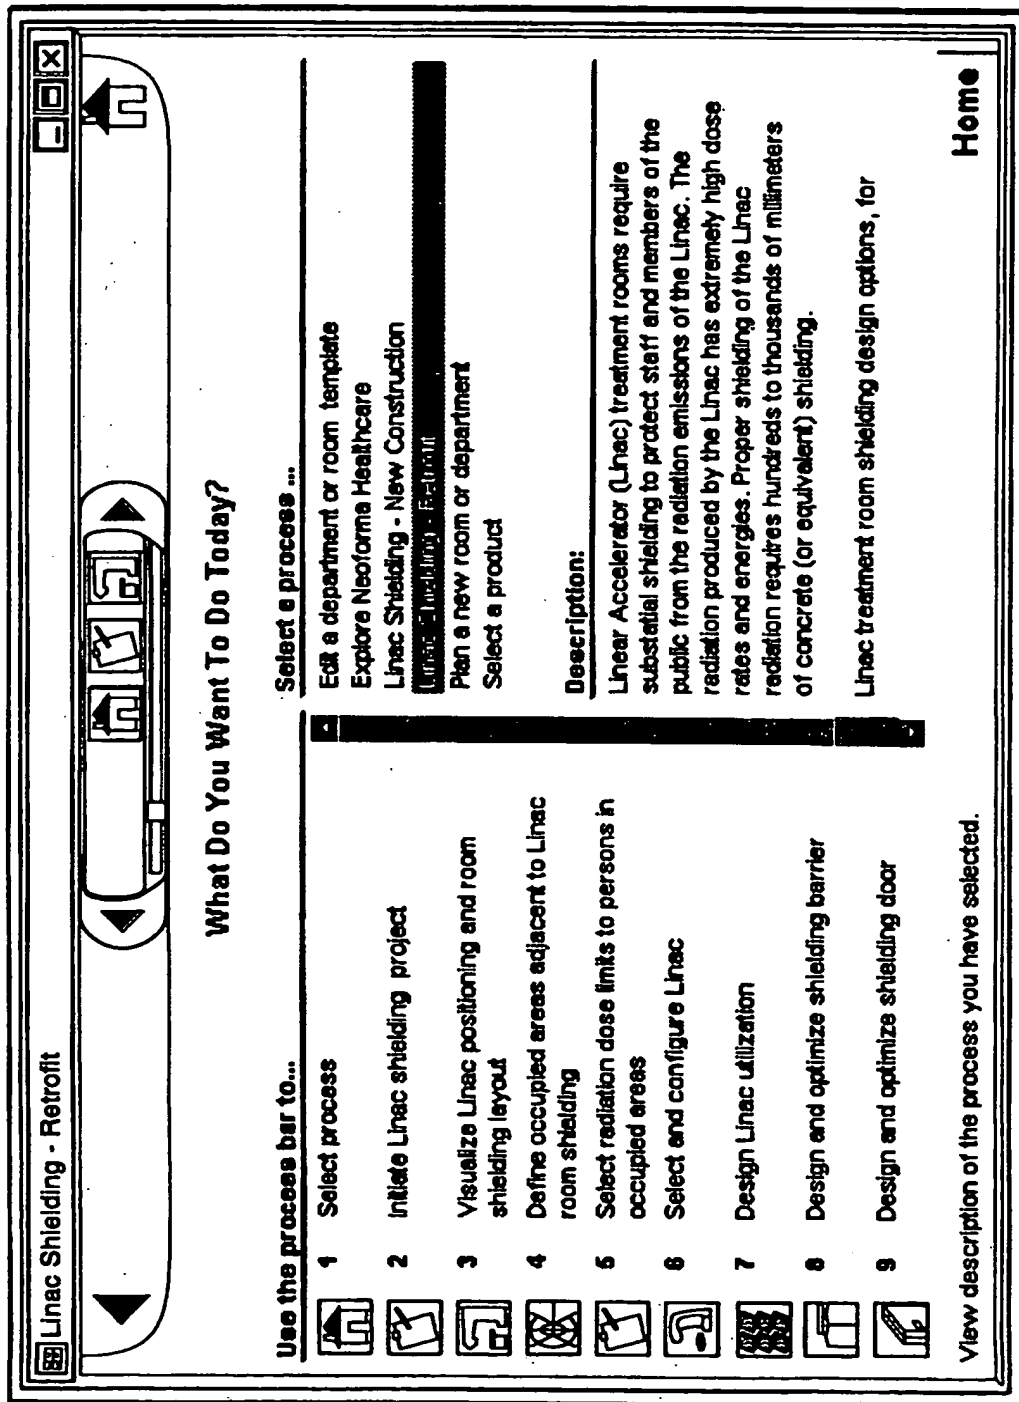 Linac Shielding - Retrofit
What Do You Want To Do Today?
Use the process bar to...
1 Select process
2 Initiate Linac shielding project
3 Visualize Linac positioning and room
shielding layout
4 Define occupied areas adjacent to Linac
room shielding
5 Select radiation dose limits to persons in
occupied areas
6 Select and configure Linac
7 Design Linac utilization
8 Design and optimize shielding barrier
9 Design and optimize shielding door
Select a process ...
Edit a department or room template
Explore Neoforma Healthcare
Linac Shielding - New Construction
Linac Shielding - Retrofit
Plan a new room or department
Select a product
Description:
Linear Accelerator (Linac) treatment rooms require
substatial shielding to protect staff and members of the
public from the radiation emissions of the Linac. The
radiation produced by the Linac has extremely high dose
rates and energies. Proper shielding of the Linac
radiation requires hundreds to thousands of millimeters
of concrete (or equivalent) shielding.
Linac treatment room shielding design options, for
View description of the process you have selected.
Home